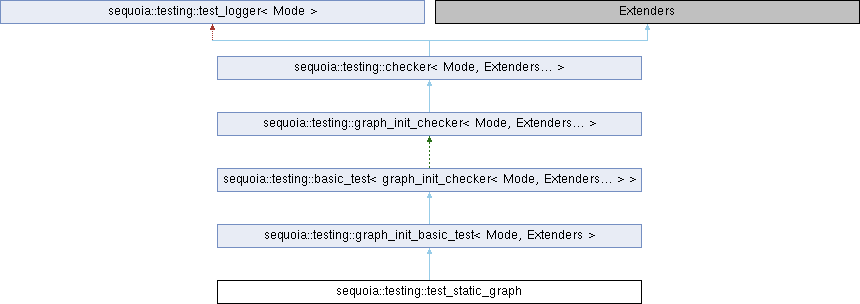 sequoia::testing::test_logger< Mode >
Extenders
sequoia::testing::checker< Mode, Extenders... >
sequoia::testing::graph_init_checker< Mode, Extenders... >
sequoia::testing::basic_test< graph_init_checker< Mode, Extenders... > >
sequoia::testing::graph_init_basic_test< Mode, Extenders >
sequoia::testing::test_static_graph